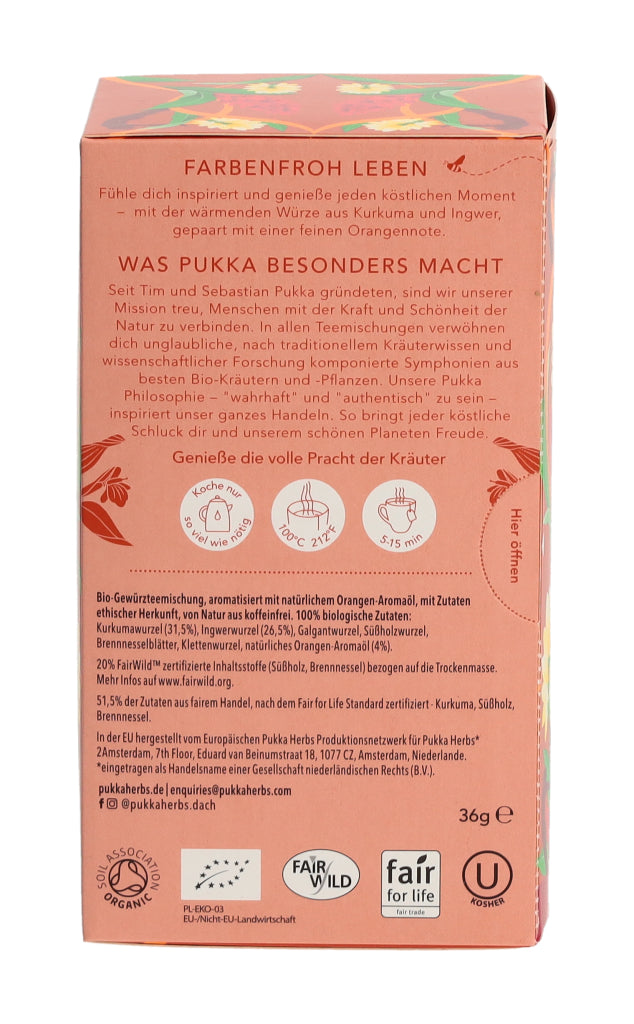 FARBENFROH LEBEN
Fühle dich inspiriert und genieße jeden köstlichen Moment
– mit der wärmenden Würze aus Kurkuma und Ingwer,
gepaart mit einer feinen Orangennote.
WAS PUKKA BESONDERS MACHT
Seit Tim und Sebastian Pukka gründeten, sind wir unserer
Mission treu, Menschen mit der Kraft und Schönheit der
Natur zu verbinden. In allen Teemischungen verwöhnen
dich unglaubliche, nach traditionellem Kräuterwissen und
wissenschaftlicher Forschung komponierte Symphonien aus
besten Bio-Kräutern und -Pflanzen. Unsere Pukka
Philosophie – "wahrhaft" und "authentisch" zu sein –
inspiriert unser ganzes Handeln. So bringt jeder köstliche
Schluck dir und unserem schönen Planeten Freude.
Genieße die volle Pracht der Kräuter
Koche nur
so viel wie nötig
100°C 212°F
5-15 min
Hier öffnen
Bio-Gewürzteemischung, aromatisiert mit natürlichem Orangen-Aromaöl, mit Zutaten
ethischer Herkunft, von Natur aus koffeinfrei. 100% biologische Zutaten:
Kurkumawurzel (31,5%), Ingwerwurzel (26,5%), Galgantwurzel, Süßholzwurzel,
Brennnesselblätter, Klettenwurzel, natürliches Orangen-Aromaöl (4%).
20% FairWild™ zertifizierte Inhaltsstoffe (Süßholz, Brennnessel) bezogen auf die Trockenmasse.
Mehr Infos auf www.fairwild.org.
51,5% der Zutaten aus fairem Handel, nach dem Fair for Life Standard zertifiziert - Kurkuma, Süßholz,
Brennnessel.
In der EU hergestellt vom Europäischen Pukka Herbs Produktionsnetzwerk für Pukka Herbs*
2Amsterdam, 7th Floor, Eduard van Beinumstraat 18, 1077 CZ, Amsterdam, Niederlande.
*eingetragen als Handelsname einer Gesellschaft niederländischen Rechts (B.V.).
pukkaherbs.de | enquiries@pukkaherbs.com
f @pukkaherbs.dach
36g ℮
SOIL ASSOCIATION
ORGANIC
PL-EKO-03
EU-/Nicht-EU-Landwirtschaft
FAIR
WILD
fair
for life
fair trade
U
KOSHER